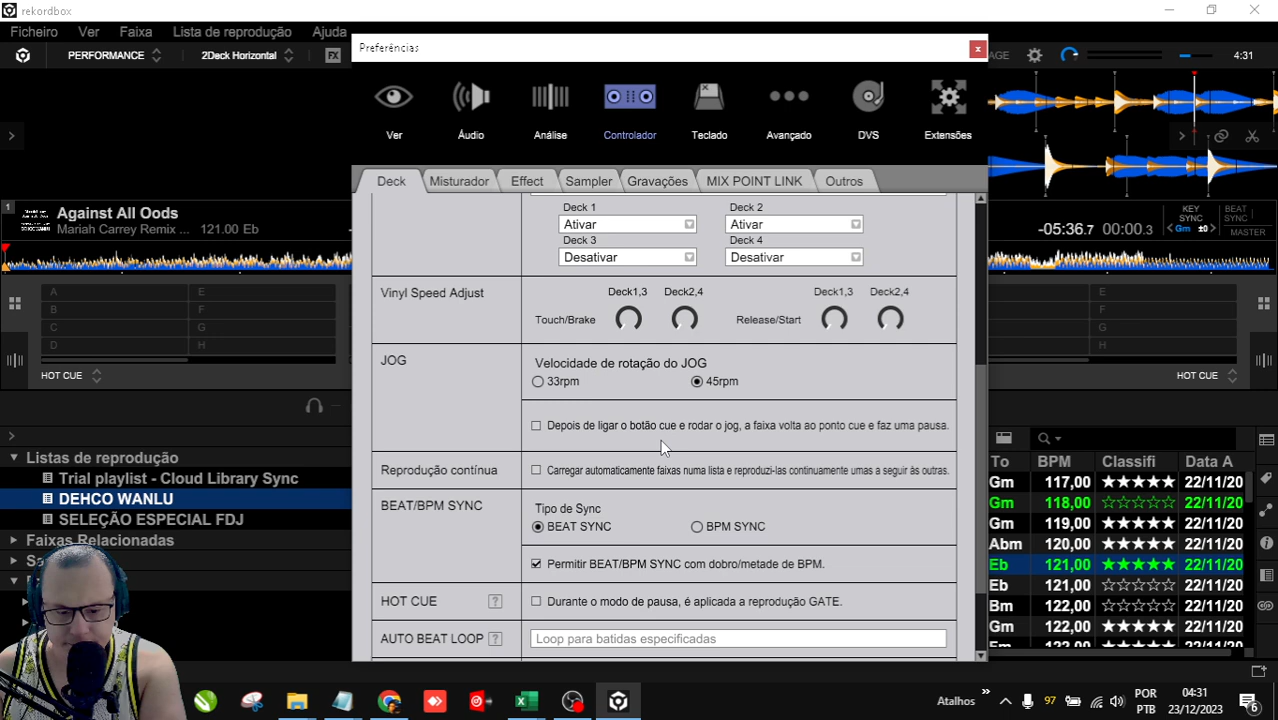 rekordbox
Ficheiro Ver Faixa Lista de reprodução Ajuda
Preferências
x
PERFORMANCE
2Deck Horizontal
FX
AGE
4:31
Ver Áudio Análise Controlador Teclado Avançado DVS Extensões
Deck Misturador Effect Sampler Gravações MIX POINT LINK Outros
Deck 1 Deck 2
Ativar Ativar
Deck 3 Deck 4
Desativar Desativar
1
Against All Oods
Mariah Carrey Remix ... 121.00 Eb
-05:36.7 00:00.3
KEY SYNC
Gm ±0
BEAT SYNC
MASTER
Vinyl Speed Adjust
Deck1,3 Deck2,4 Deck1,3 Deck2,4
Touch/Brake Release/Start
A E
B F
C G
D H
E
F
G
H
HOT CUE
HOT CUE
JOG
Velocidade de rotação do JOG
33rpm 45rpm
Depois de ligar o botão cue e rodar o jog, a faixa volta ao ponto cue e faz uma pausa.
Reprodução contínua
Carregar automaticamente faixas numa lista e reproduzi-las continuamente umas a seguir às outras.
BEAT/BPM SYNC
Tipo de Sync
BEAT SYNC BPM SYNC
Permitir BEAT/BPM SYNC com dobro/metade de BPM.
HOT CUE ?
Durante o modo de pausa, é aplicada a reprodução GATE.
AUTO BEAT LOOP ?
Loop para batidas especificadas
Listas de reprodução
Trial playlist - Cloud Library Sync
DEHCO WANLU
SELEÇÃO ESPECIAL FDJ
Faixas Relacionadas
To BPM Classifi Data A
Gm 117,00 ★★★★★ 22/11/20
Gm 118,00 ☆☆☆☆☆ 22/11/20
Gm 119,00 ★★★★★ 22/11/20
Abm 120,00 ★★★★★ 22/11/20
Eb 121,00 ★★★★★ 22/11/20
Eb 121,00 ☆☆☆☆☆ 22/11/20
Bm 122,00 ☆☆☆☆☆ 22/11/20
Gm 122,00 ★★★★★ 22/11/20
122,00 ★★★★★ 22/11/20
Atalhos
97
POR
PTB
04:31
23/12/2023
6